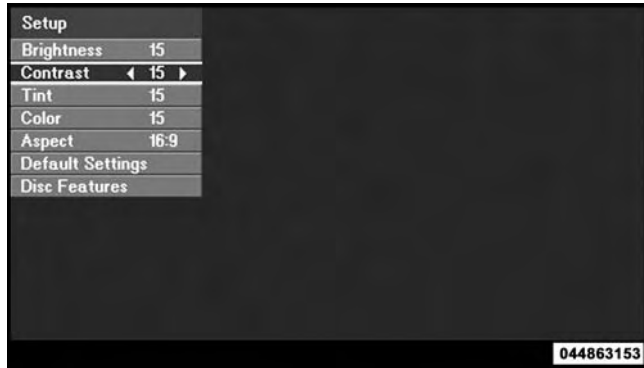 Setup
Brightness 15
Contrast ◀ 15 ▶
Tint 15
Color 15
Aspect 16:9
Default Settings
Disc Features
044863153